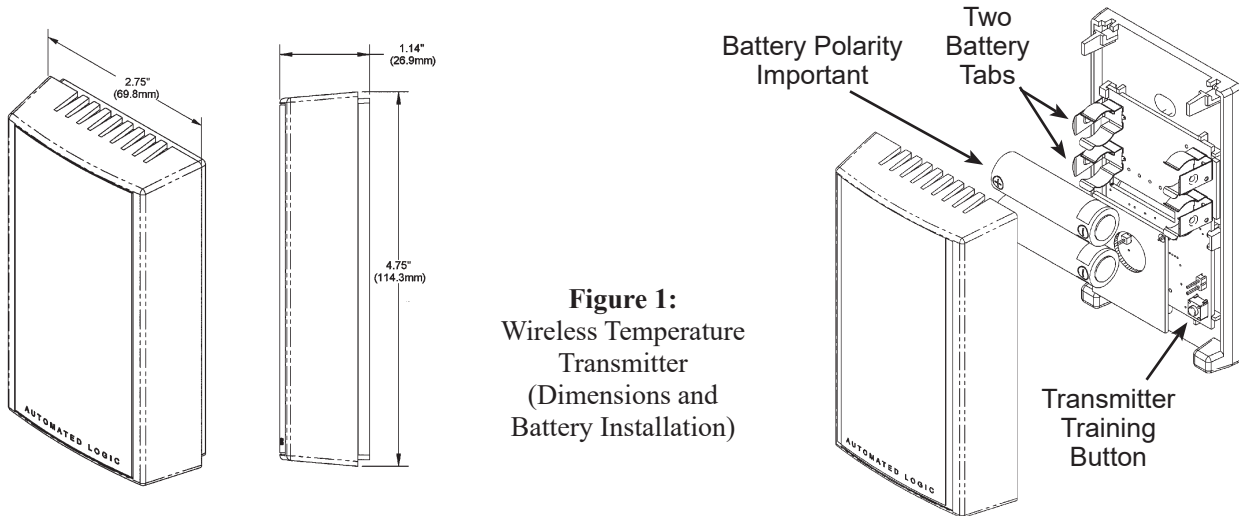 2.75"
(69.8mm)
1.14"
(26.9mm)
4.75"
(114.3mm)
AUTOMATED LOGIC
Figure 1:
Wireless Temperature
Transmitter
(Dimensions and
Battery Installation)
Battery Polarity
Important
Two
Battery
Tabs
+
-
-
AUTOMATED LOGIC
Transmitter
Training
Button